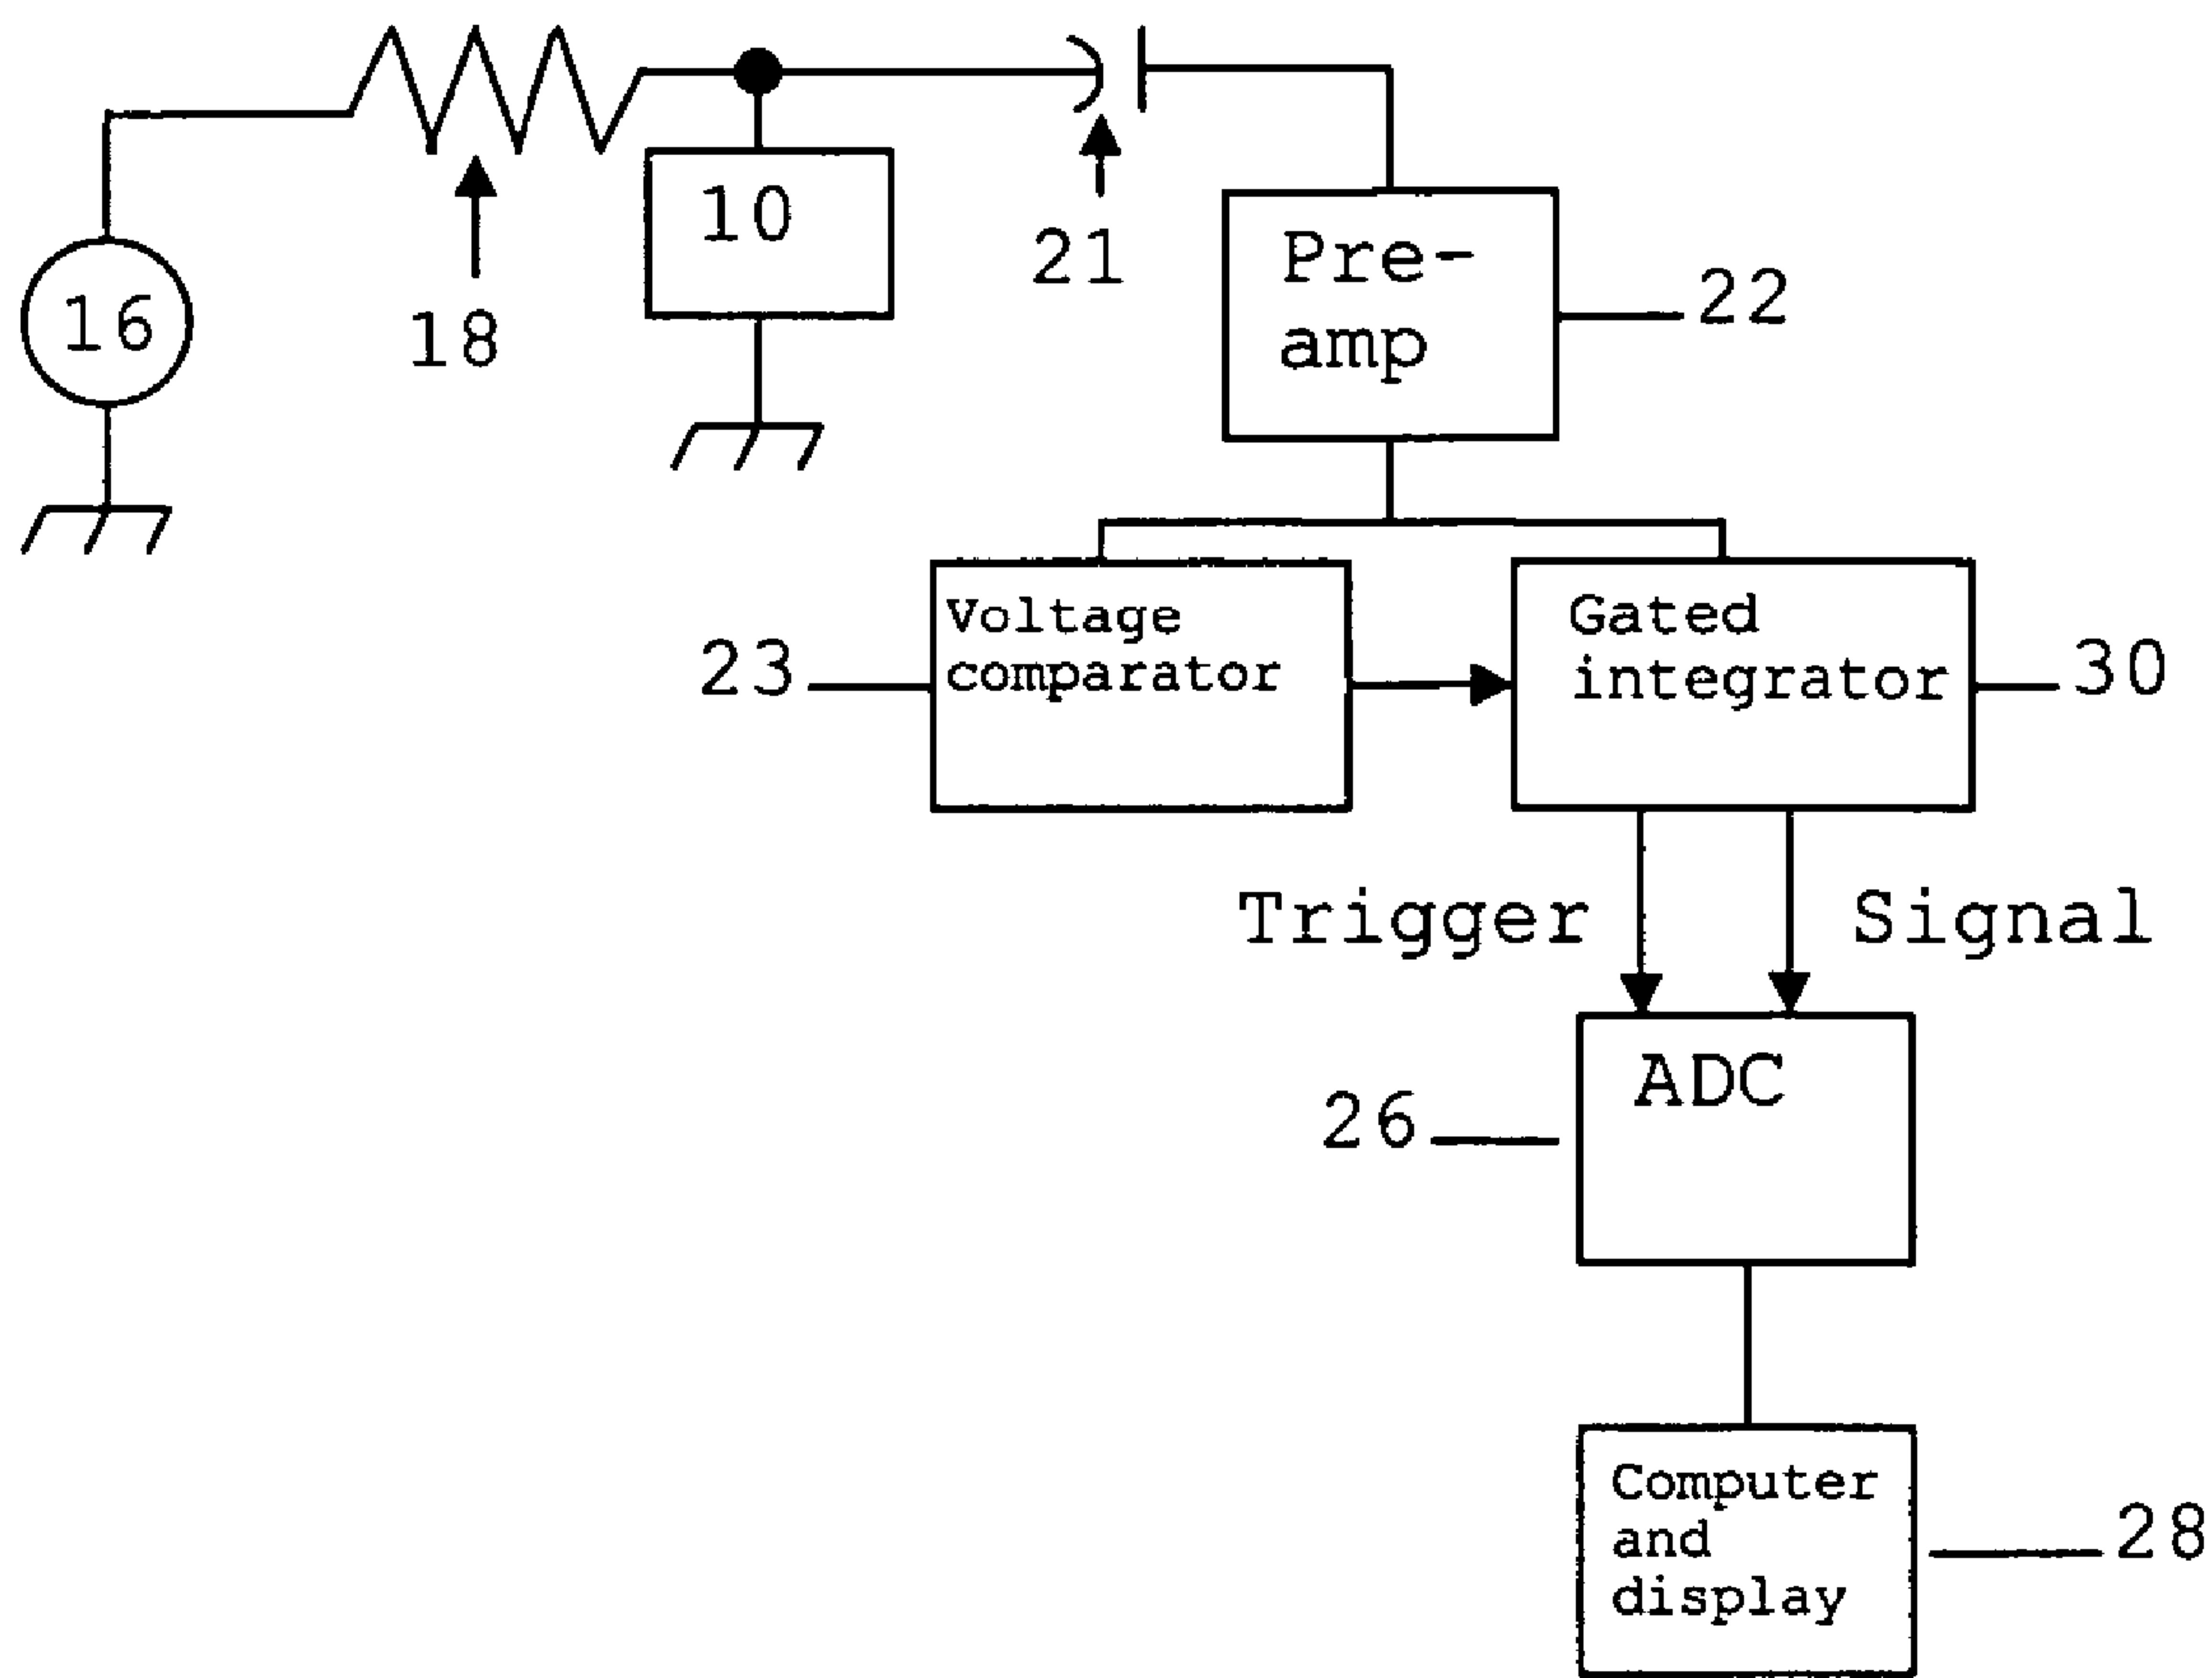 16
18
10
21
Pre-
amp
22
23
Voltage
comparator
Gated
integrator
30
Trigger
Signal
26
ADC
Computer
and
display
28